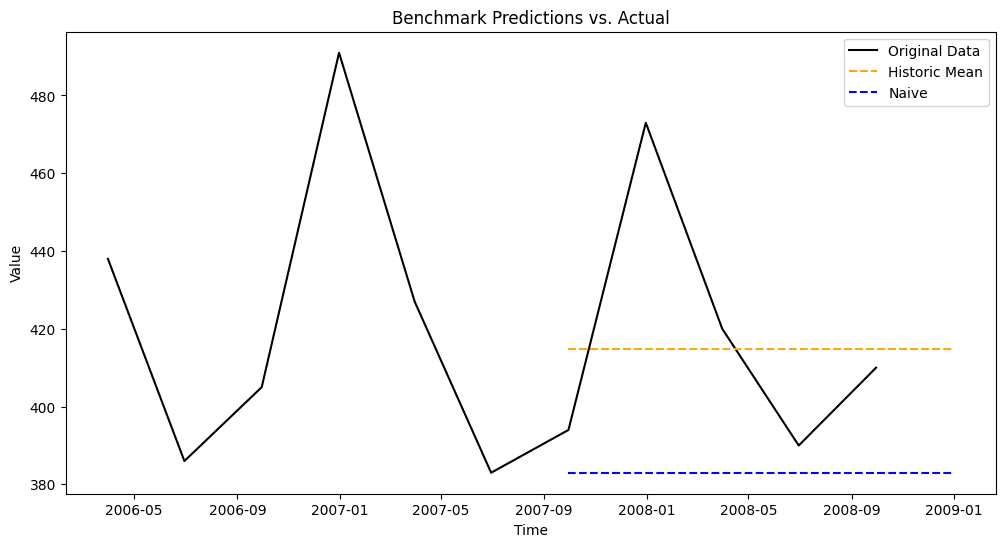 Benchmark Predictions vs. Actual
Original Data
Historic Mean
Naive
Value
480
460
440
420
400
380
2006-05 2006-09 2007-01 2007-05 2007-09 2008-01 2008-05 2008-09 2009-01
Time